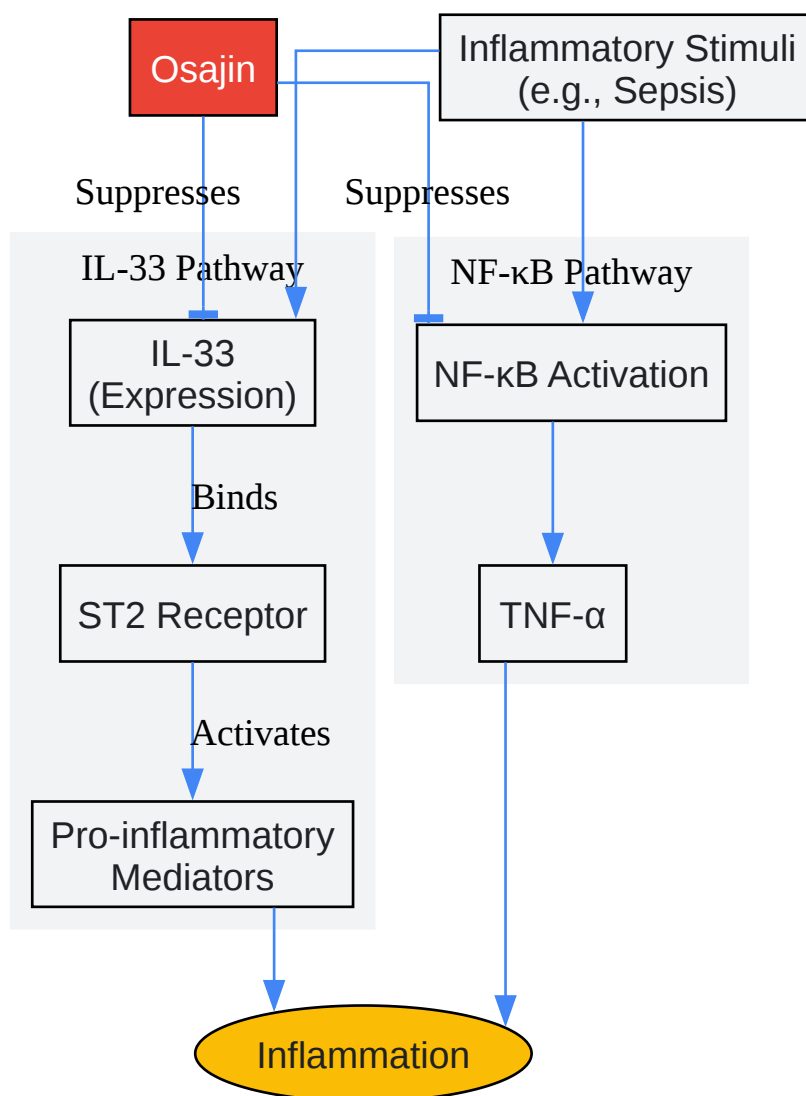 Osajin
Inflammatory Stimuli
(e.g., Sepsis)
Suppresses
Suppresses
IL-33 Pathway
NF-κB Pathway
IL-33
(Expression)
NF-κB Activation
Binds
ST2 Receptor
TNF-α
Activates
Pro-inflammatory
Mediators
Inflammation